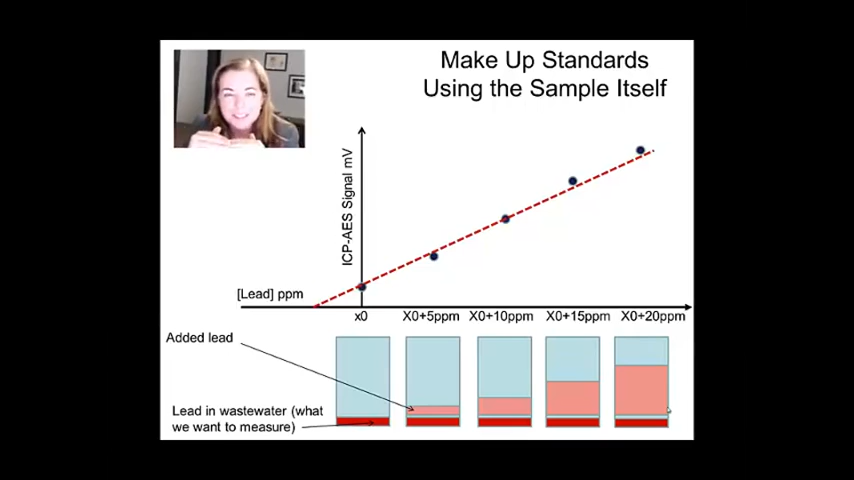 Make Up Standards
Using the Sample Itself
ICP-AES Signal mV
[Lead] ppm
x0
X0+5ppm
X0+10ppm
X0+15ppm
X0+20ppm
Added lead
Lead in wastewater (what
we want to measure)